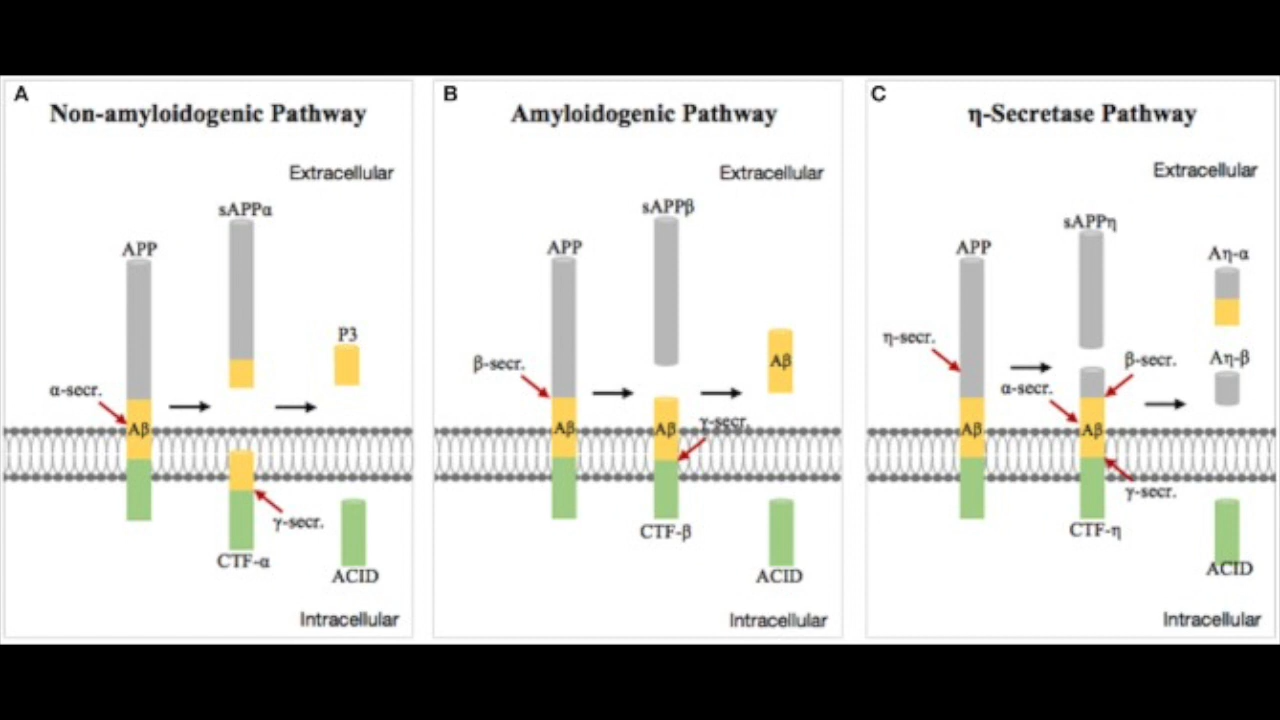 A
Non-amyloidogenic Pathway
Extracellular
sAPPα
APP
P3
α-secr.
Aβ
γ-secr.
CTF-α
ACID
Intracellular
B
Amyloidogenic Pathway
Extracellular
sAPPβ
APP
β-secr.
Aβ
Aβ
Aβ
γ-secr.
CTF-β
ACID
Intracellular
C
η-Secretase Pathway
Extracellular
sAPPη
APP
Aη-α
η-secr.
β-secr.
Aη-β
α-secr.
Aβ
Aβ
γ-secr.
CTF-η
ACID
Intracellular